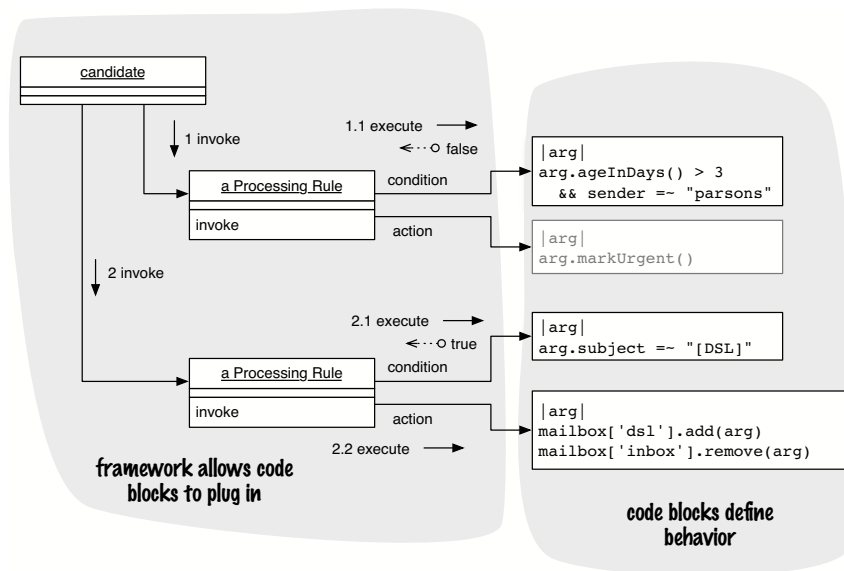 candidate
1 invoke
1.1 execute
false
a Processing Rule
invoke
condition
action
|arg|
arg.ageInDays() > 3
&& sender =~ "parsons"
|arg|
arg.markUrgent()
2 invoke
2.1 execute
true
a Processing Rule
invoke
condition
action
2.2 execute
|arg|
arg.subject =~ "[DSL]"
|arg|
mailbox['dsl'].add(arg)
mailbox['inbox'].remove(arg)
framework allows code
blocks to plug in
code blocks define
behavior